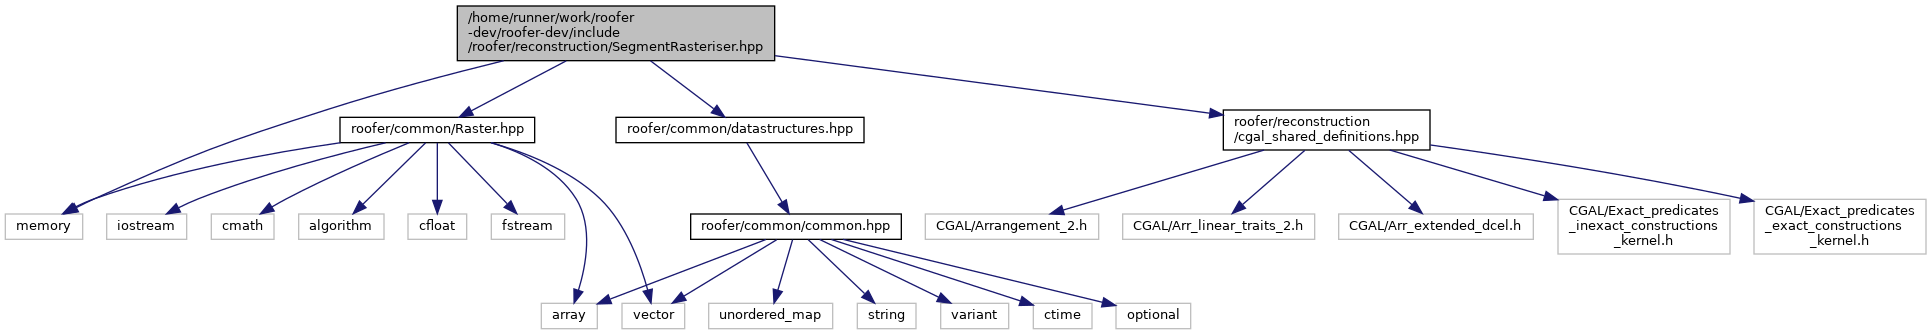 /home/runner/work/roofer
-dev/roofer-dev/include
/roofer/reconstruction/SegmentRasteriser.hpp
roofer/common/Raster.hpp
roofer/common/datastructures.hpp
roofer/reconstruction
/cgal_shared_definitions.hpp
memory
iostream
cmath
algorithm
cfloat
fstream
roofer/common/common.hpp
CGAL/Arrangement_2.h
CGAL/Arr_linear_traits_2.h
CGAL/Arr_extended_dcel.h
CGAL/Exact_predicates
_inexact_constructions
_kernel.h
CGAL/Exact_predicates
_exact_constructions
_kernel.h
array
vector
unordered_map
string
variant
ctime
optional